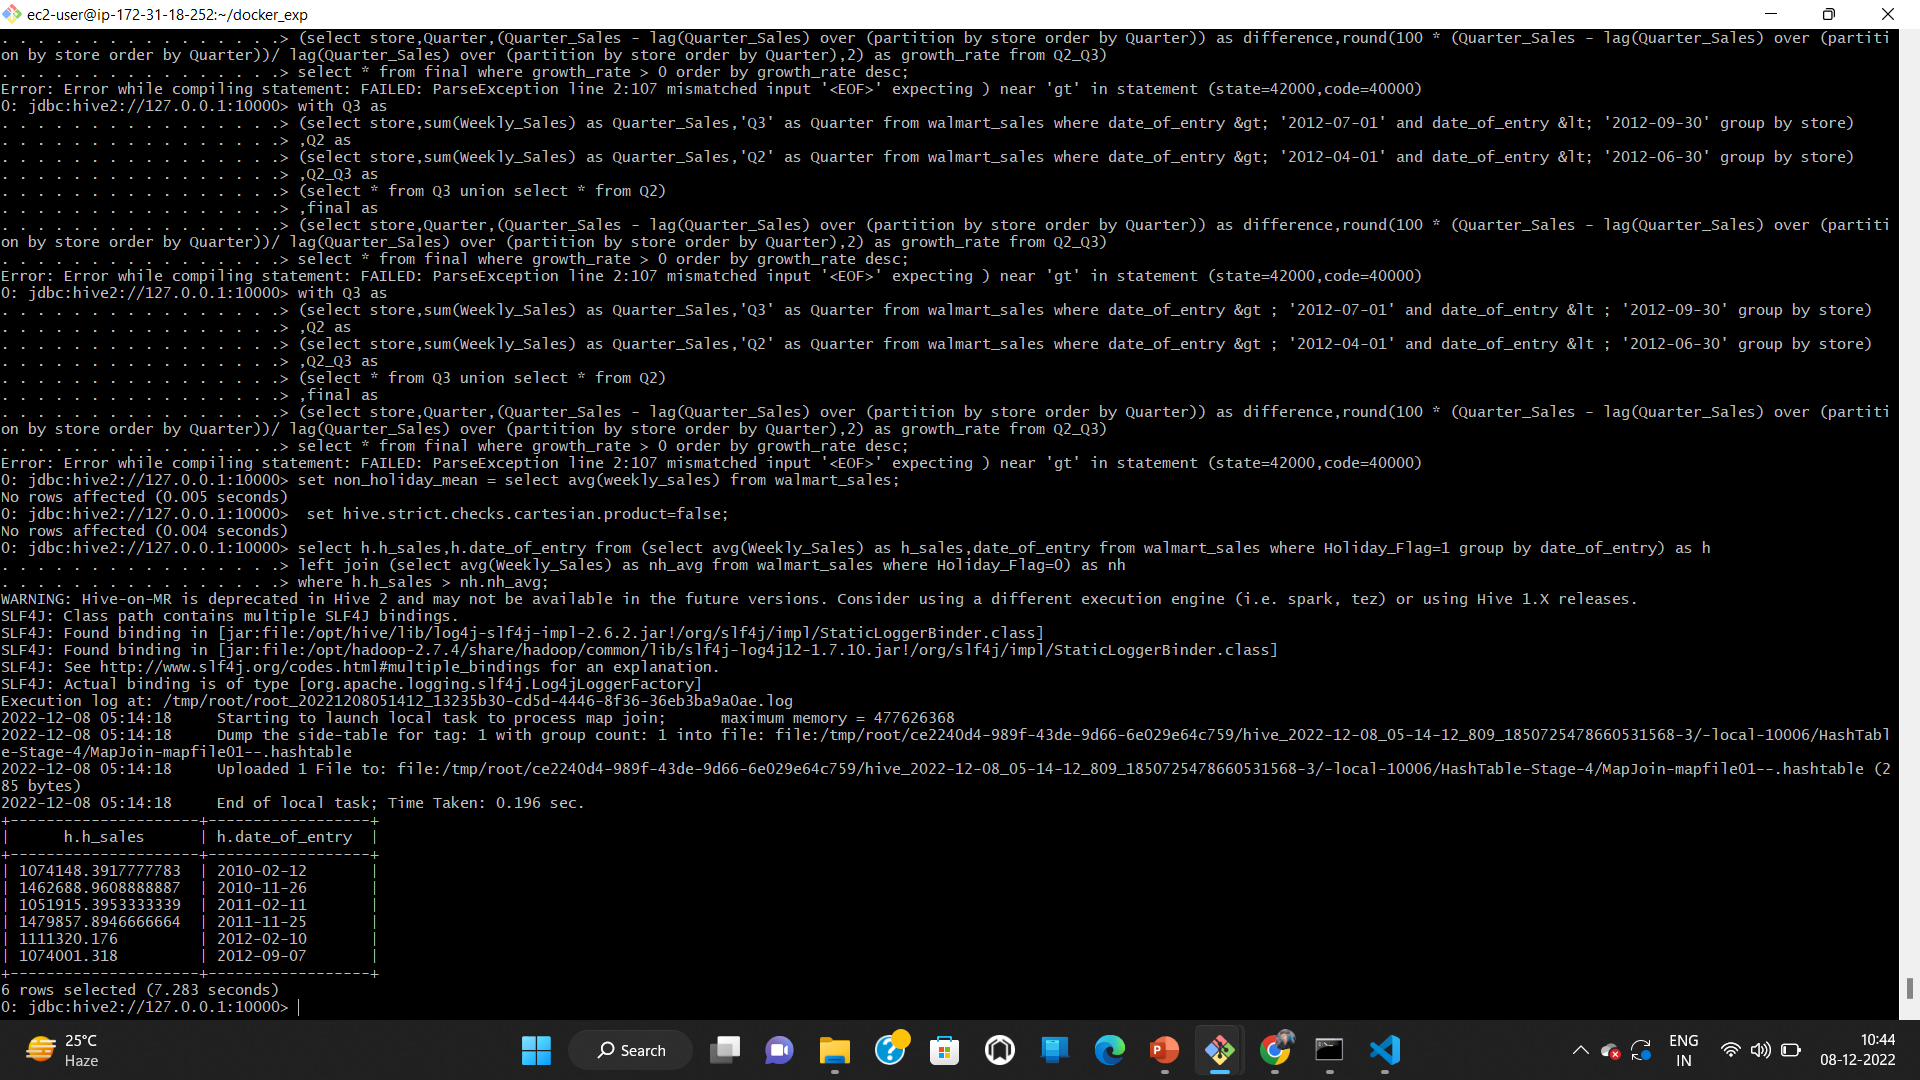 ec2-user@ip-172-31-18-252:~/docker_exp
. . . . . . . . . . . . . . . .> (select store,Quarter,(Quarter_Sales - lag(Quarter_Sales) over (partition by store order by Quarter)) as difference,round(100 * (Quarter_Sales - lag(Quarter_Sales) over (partiti
on by store order by Quarter))/ lag(Quarter_Sales) over (partition by store order by Quarter),2) as growth_rate from Q2_Q3)
. . . . . . . . . . . . . . . .> select * from final where growth_rate > 0 order by growth_rate desc;
Error: Error while compiling statement: FAILED: ParseException line 2:107 mismatched input '<EOF>' expecting ) near 'gt' in statement (state=42000,code=40000)
0: jdbc:hive2://127.0.0.1:10000> with Q3 as
. . . . . . . . . . . . . . . .> (select store,sum(Weekly_Sales) as Quarter_Sales,'Q3' as Quarter from walmart_sales where date_of_entry &gt; '2012-07-01' and date_of_entry &lt; '2012-09-30' group by store)
. . . . . . . . . . . . . . . .> ,Q2 as
. . . . . . . . . . . . . . . .> (select store,sum(Weekly_Sales) as Quarter_Sales,'Q2' as Quarter from walmart_sales where date_of_entry &gt; '2012-04-01' and date_of_entry &lt; '2012-06-30' group by store)
. . . . . . . . . . . . . . . .> ,Q2_Q3 as
. . . . . . . . . . . . . . . .> (select * from Q3 union select * from Q2)
. . . . . . . . . . . . . . . .> ,final as
. . . . . . . . . . . . . . . .> (select store,Quarter,(Quarter_Sales - lag(Quarter_Sales) over (partition by store order by Quarter)) as difference,round(100 * (Quarter_Sales - lag(Quarter_Sales) over (partiti
on by store order by Quarter))/ lag(Quarter_Sales) over (partition by store order by Quarter),2) as growth_rate from Q2_Q3)
. . . . . . . . . . . . . . . .> select * from final where growth_rate > 0 order by growth_rate desc;
Error: Error while compiling statement: FAILED: ParseException line 2:107 mismatched input '<EOF>' expecting ) near 'gt' in statement (state=42000,code=40000)
0: jdbc:hive2://127.0.0.1:10000> with Q3 as
. . . . . . . . . . . . . . . .> (select store,sum(Weekly_Sales) as Quarter_Sales,'Q3' as Quarter from walmart_sales where date_of_entry &gt ; '2012-07-01' and date_of_entry &lt ; '2012-09-30' group by store)
. . . . . . . . . . . . . . . .> ,Q2 as
. . . . . . . . . . . . . . . .> (select store,sum(Weekly_Sales) as Quarter_Sales,'Q2' as Quarter from walmart_sales where date_of_entry &gt ; '2012-04-01' and date_of_entry &lt ; '2012-06-30' group by store)
. . . . . . . . . . . . . . . .> ,Q2_Q3 as
. . . . . . . . . . . . . . . .> (select * from Q3 union select * from Q2)
. . . . . . . . . . . . . . . .> ,final as
. . . . . . . . . . . . . . . .> (select store,Quarter,(Quarter_Sales - lag(Quarter_Sales) over (partition by store order by Quarter)) as difference,round(100 * (Quarter_Sales - lag(Quarter_Sales) over (partiti
on by store order by Quarter))/ lag(Quarter_Sales) over (partition by store order by Quarter),2) as growth_rate from Q2_Q3)
. . . . . . . . . . . . . . . .> select * from final where growth_rate > 0 order by growth_rate desc;
Error: Error while compiling statement: FAILED: ParseException line 2:107 mismatched input '<EOF>' expecting ) near 'gt' in statement (state=42000,code=40000)
0: jdbc:hive2://127.0.0.1:10000> set non_holiday_mean = select avg(weekly_sales) from walmart_sales;
No rows affected (0.005 seconds)
0: jdbc:hive2://127.0.0.1:10000>  set hive.strict.checks.cartesian.product=false;
No rows affected (0.004 seconds)
0: jdbc:hive2://127.0.0.1:10000> select h.h_sales,h.date_of_entry from (select avg(Weekly_Sales) as h_sales,date_of_entry from walmart_sales where Holiday_Flag=1 group by date_of_entry) as h
. . . . . . . . . . . . . . . .> left join (select avg(Weekly_Sales) as nh_avg from walmart_sales where Holiday_Flag=0) as nh
. . . . . . . . . . . . . . . .> where h.h_sales > nh.nh_avg;
WARNING: Hive-on-MR is deprecated in Hive 2 and may not be available in the future versions. Consider using a different execution engine (i.e. spark, tez) or using Hive 1.X releases.
SLF4J: Class path contains multiple SLF4J bindings.
SLF4J: Found binding in [jar:file:/opt/hive/lib/log4j-slf4j-impl-2.6.2.jar!/org/slf4j/impl/StaticLoggerBinder.class]
SLF4J: Found binding in [jar:file:/opt/hadoop-2.7.4/share/hadoop/common/lib/slf4j-log4j12-1.7.10.jar!/org/slf4j/impl/StaticLoggerBinder.class]
SLF4J: See http://www.slf4j.org/codes.html#multiple_bindings for an explanation.
SLF4J: Actual binding is of type [org.apache.logging.slf4j.Log4jLoggerFactory]
Execution log at: /tmp/root/root_20221208051412_13235b30-cd5d-4446-8f36-36eb3ba9a0ae.log
2022-12-08 05:14:18     Starting to launch local task to process map join;      maximum memory = 477626368
2022-12-08 05:14:18     Dump the side-table for tag: 1 with group count: 1 into file: file:/tmp/root/ce2240d4-989f-43de-9d66-6e029e64c759/hive_2022-12-08_05-14-12_809_1850725478660531568-3/-local-10006/HashTabl
e-Stage-4/MapJoin-mapfile01--.hashtable
2022-12-08 05:14:18     Uploaded 1 File to: file:/tmp/root/ce2240d4-989f-43de-9d66-6e029e64c759/hive_2022-12-08_05-14-12_809_1850725478660531568-3/-local-10006/HashTable-Stage-4/MapJoin-mapfile01--.hashtable (2
85 bytes)
2022-12-08 05:14:18     End of local task; Time Taken: 0.196 sec.
+---------------------+------------------+
|      h.h_sales      | h.date_of_entry  |
+---------------------+------------------+
| 1074148.3917777783  | 2010-02-12       |
| 1462688.9608888887  | 2010-11-26       |
| 1051915.3953333339  | 2011-02-11       |
| 1479857.8946666664  | 2011-11-25       |
| 1111320.176         | 2012-02-10       |
| 1074001.318         | 2012-09-07       |
+---------------------+------------------+
6 rows selected (7.283 seconds)
0: jdbc:hive2://127.0.0.1:10000>
25°C
Haze
Search
ENG
IN
10:44
08-12-2022